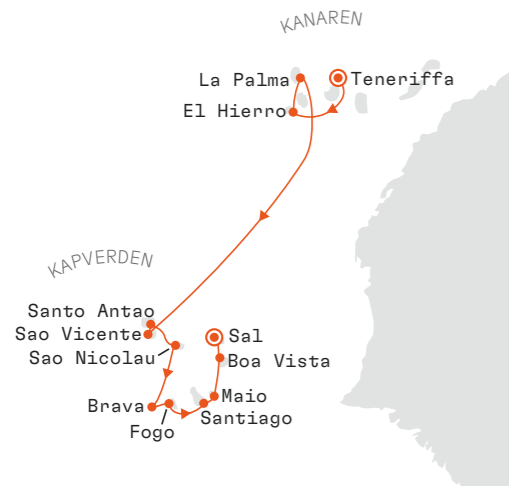 KANAREN
La Palma
Teneriffa
El Hierro
KAPVERDEN
Santo Antao
Sao Vicente
Sal
Sao Nicolau
Boa Vista
Brava
Maio
Santiago
Fogo